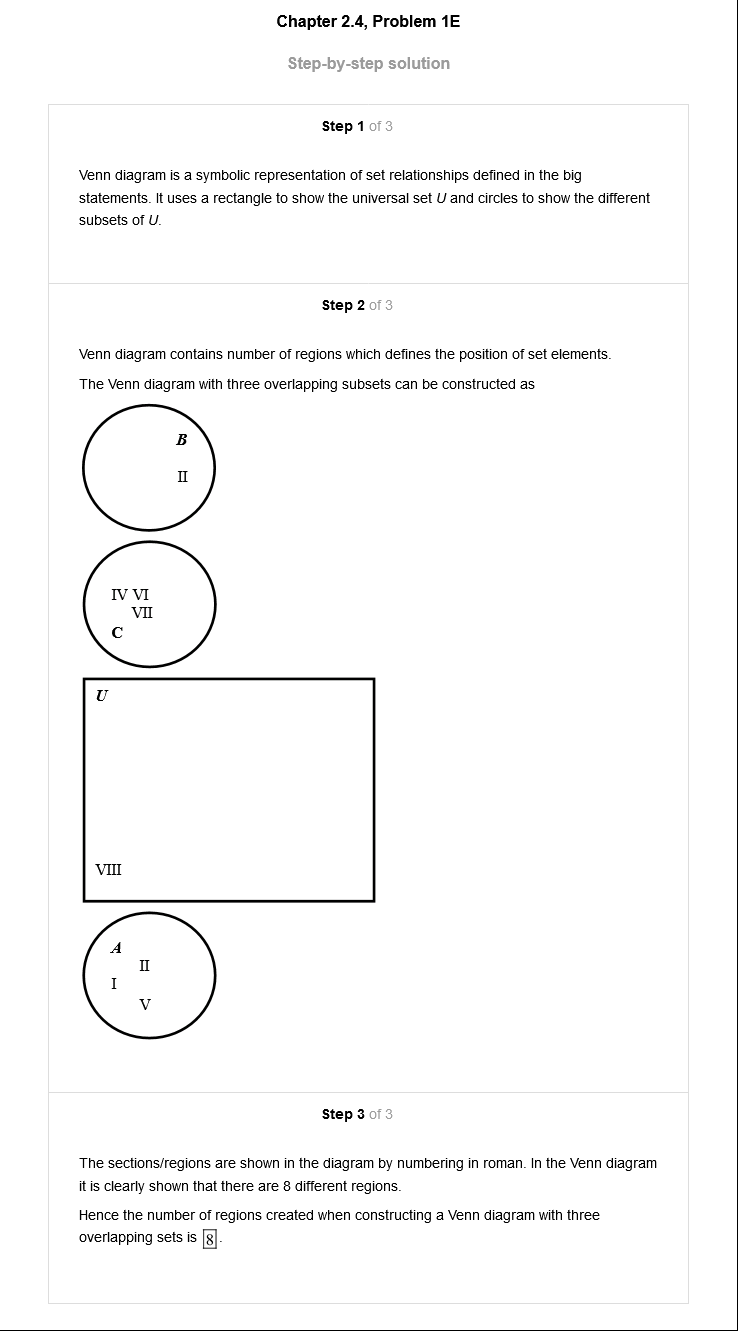 Chapter 2.4, Problem 1E
Step-by-step solution
Step 1 of 3
Venn diagram is a symbolic representation of set relationships defined in the big
statements. It uses a rectangle to show the universal set U and circles to show the different
subsets of U.
Step 2 of 3
Venn diagram contains number of regions which defines the position of set elements.
The Venn diagram with three overlapping subsets can be constructed as
B
II
IV VI
VII
C
U
VIII
A
II
I
V
Step 3 of 3
The sections/regions are shown in the diagram by numbering in roman. In the Venn diagram
it is clearly shown that there are 8 different regions.
Hence the number of regions created when constructing a Venn diagram with three
overlapping sets is 8.